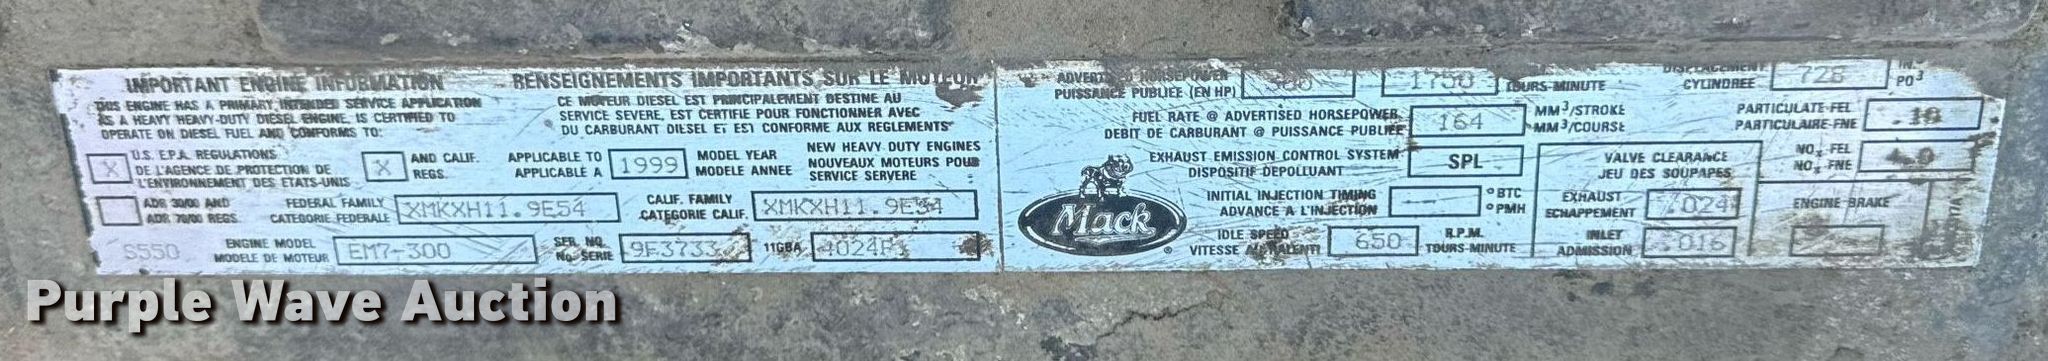 IMPORTANT ENGINE INFORMATION
RENSEIGNEMENTS IMPORTANTS SUR LE MOTEUR
THIS ENGINE HAS A PRIMARY INTENDED SERVICE APPLICATION
AS A HEAVY HEAVY-DUTY DIESEL ENGINE. IS CERTIFIED TO
OPERATE ON DIESEL FUEL AND CONFORMS TO:
CE MOTEUR DIESEL EST PRINCIPALEMENT DESTINE AU
SERVICE SEVERE, EST CERTIFIE POUR FONCTIONNER AVEC
DU CARBURANT DIESEL ET EST CONFORME AUX REGLEMENTS
X
U.S. E.P.A. REGULATIONS
DE L'AGENCE DE PROTECTION DE
L'ENVIRONNEMENT DES ETATS-UNIS
X
AND CALIF.
REGS.
APPLICABLE TO
APPLICABLE A
1999
MODEL YEAR
MODELE ANNEE
NEW HEAVY DUTY ENGINES
NOUVEAUX MOTEURS POUR
SERVICE SERVERE
ADR 30/00 AND
ADR 70/00 REGS.
FEDERAL FAMILY
CATEGORIE FEDERALE
XMKXH11.9E54
CALIF. FAMILY
CATEGORIE CALIF.
XMKXH11.9E54
S550
ENGINE MODEL
MODELE DE MOTEUR
EM7-300
SER. NO.
No. SERIE
9F3733
11GBA
ADVERTISED HORSEPOWER
PUISSANCE PUBLIEE (EN HP)
1750
TOURS-MINUTE
DISPLACEMENT
CYLINDREE
728
IN.
PO³
FUEL RATE @ ADVERTISED HORSEPOWER
DEBIT DE CARBURANT @ PUISSANCE PUBLIEE
164
MM³/STROKE
MM³/COURSE
PARTICULATE-FEL
PARTICULAIRE-FNE
.10
EXHAUST EMISSION CONTROL SYSTEM
DISPOSITIF DEPOLLUANT
SPL
VALVE CLEARANCE
JEU DES SOUPAPES
NOx FEL
NOx FNE
4.0
Mack
®
INITIAL INJECTION TIMING
ADVANCE A L'INJECTION
°BTC
°PMH
EXHAUST
ECHAPPEMENT
.024
ENGINE BRAKE
IDLE SPEED
VITESSE AU RALENTI
650
R.P.M.
TOURS-MINUTE
INLET
ADMISSION
.016
Purple Wave Auction